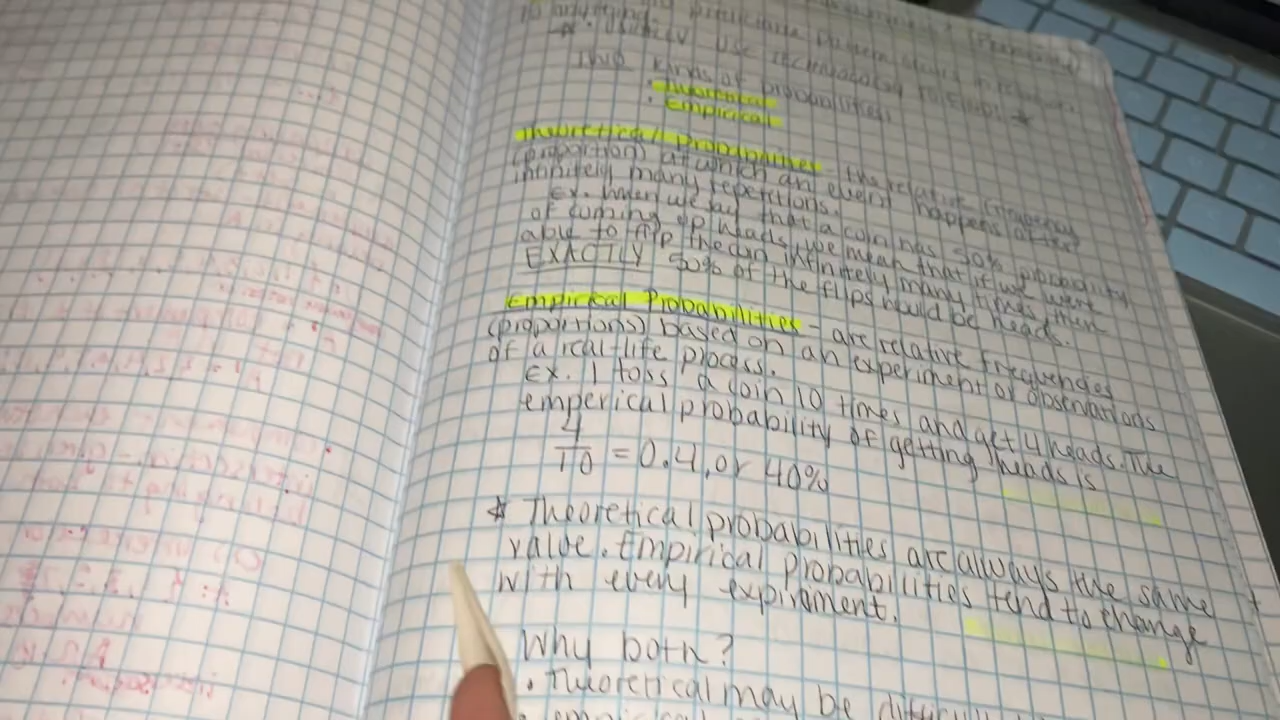 Two kinds of probabilities:
· Theoretical
· Empirical
Theoretical Probabilities - the relative frequency
(proportion) at which an event happens after
infinitely many repetitions.
Ex. when we say that a coin has 50% probability
of coming up heads, we mean that if we were
able to flip the coin infinitely many times then
EXACTLY 50% of the flips would be heads.
Empirical Probabilities - are relative frequencies
(proportions) based on an experiment or observations
of a real-life process.
Ex. I toss a coin 10 times and get 4 heads. The
emperical probability of getting heads is
4/10 = 0.4, or 40%
* Theoretical probabilities are always the same
value. Empirical probabilities tend to change
with every expirament.
Why both?
· Theoretical may be